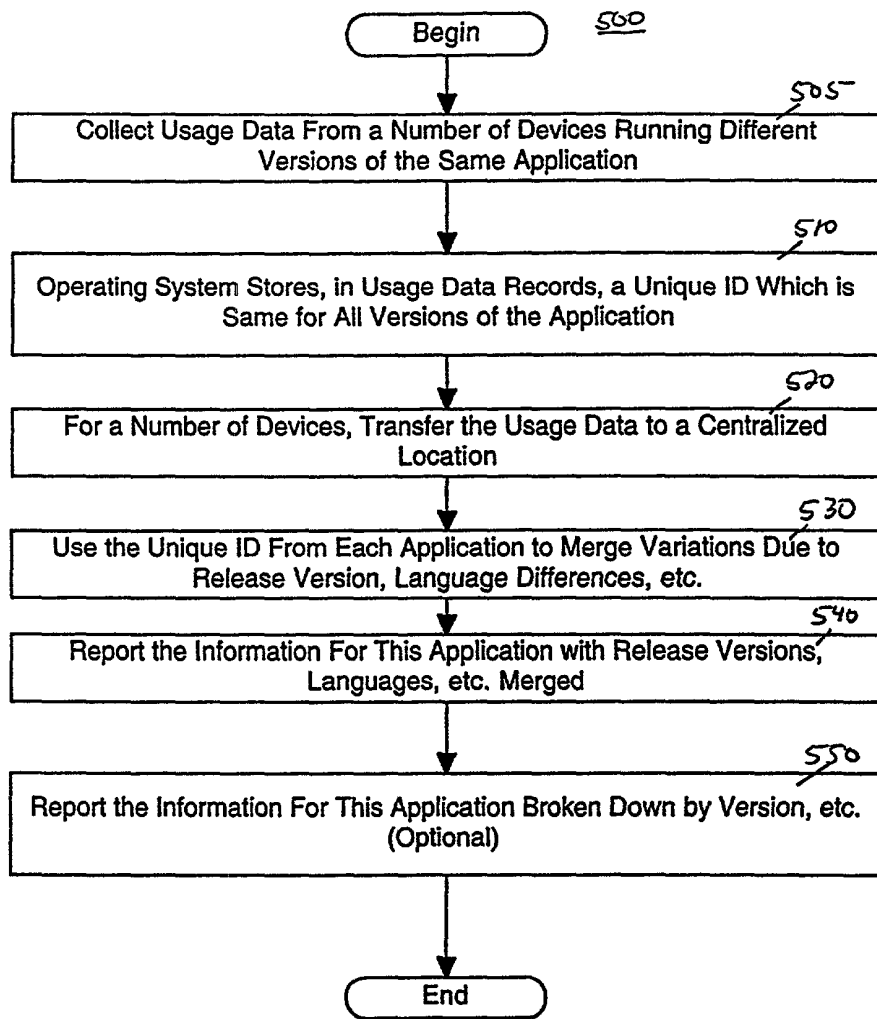 Begin
500
505
Collect Usage Data From a Number of Devices Running Different
Versions of the Same Application
510
Operating System Stores, in Usage Data Records, a Unique ID Which is
Same for All Versions of the Application
520
For a Number of Devices, Transfer the Usage Data to a Centralized
Location
530
Use the Unique ID From Each Application to Merge Variations Due to
Release Version, Language Differences, etc.
540
Report the Information For This Application with Release Versions,
Languages, etc. Merged
550
Report the Information For This Application Broken Down by Version, etc.
(Optional)
End